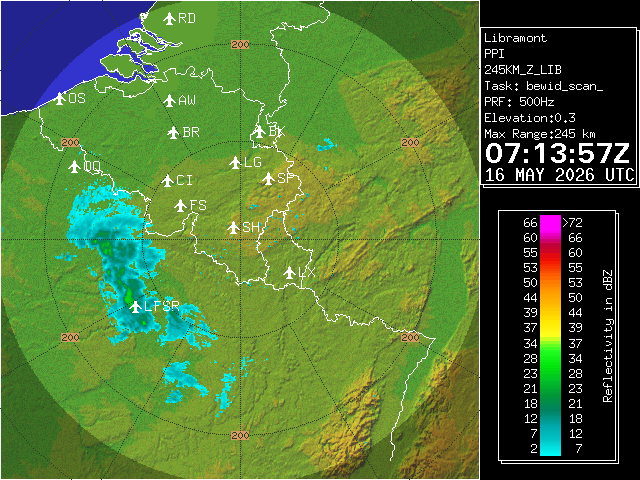 RD
200
OS
AW
BR
BK
200
200
LG
CI
SP
FS
SH
LX
LFSR
200
200
200
Libramont
PPI
245KM_Z_LIB
Task: bewid_scan_
PRF: 500Hz
Elevation:0.3
Max Range:245 km
07:13:57Z
16 MAY 2026 UTC
66 >72
60 66
55 60
53 55
50 53
44 50
39 44
37 39
34 37
28 34
23 28
21 23
18 21
12 18
7 12
2 7
Reflectivity in dBZ